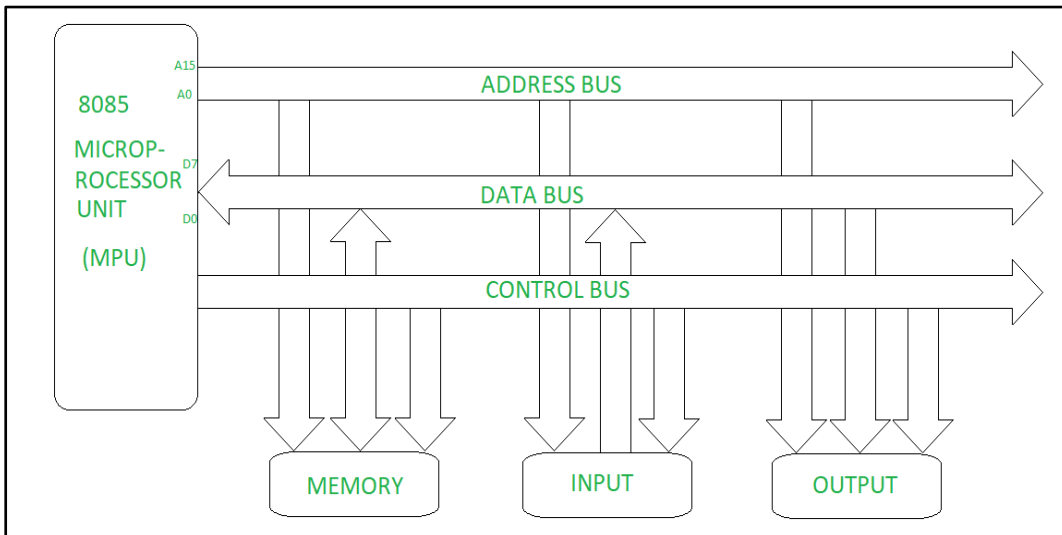 8085
MICROP-
ROCESSOR
UNIT
(MPU)
A15
A0
D7
D0
ADDRESS BUS
DATA BUS
CONTROL BUS
MEMORY
INPUT
OUTPUT